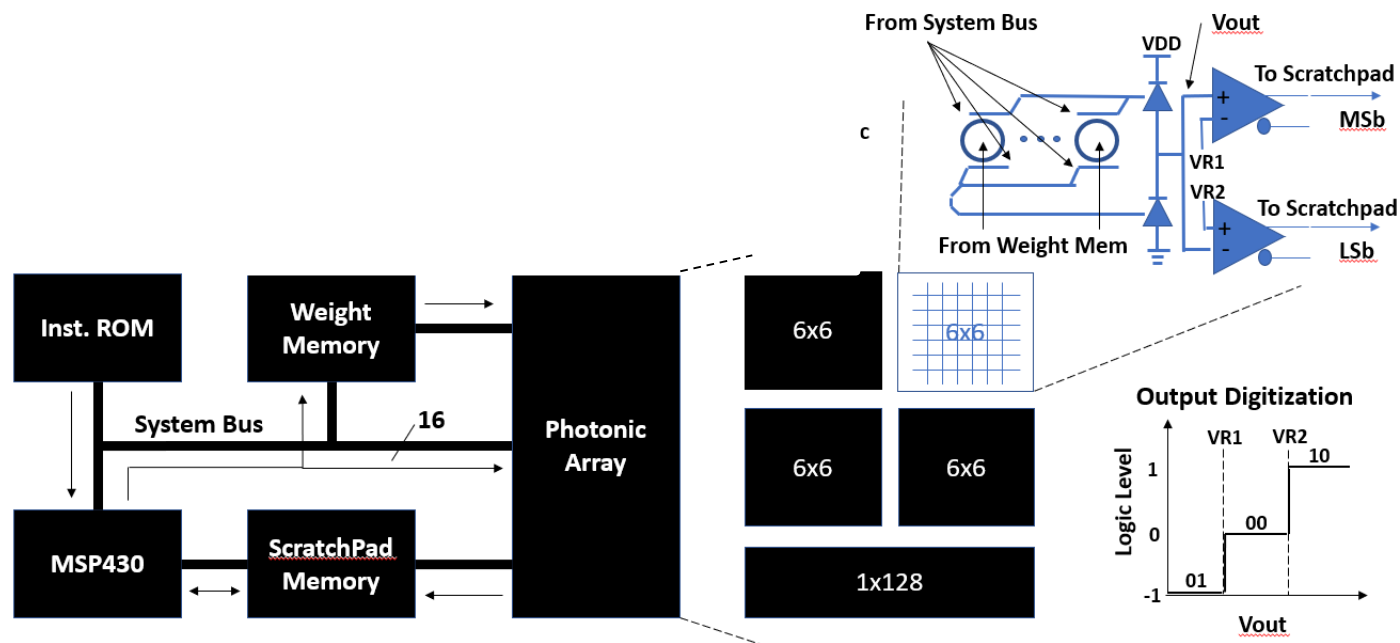 From System Bus
Vout
VDD
To Scratchpad
+
-
MSb
c
VR1
VR2
To Scratchpad
+
-
LSb
From Weight Mem
Inst. ROM
Weight
Memory
System Bus
16
Photonic
Array
MSP430
ScratchPad
Memory
6x6
6x6
6x6
6x6
1x128
Output Digitization
VR1
VR2
10
1
00
0
01
-1
Logic Level
Vout